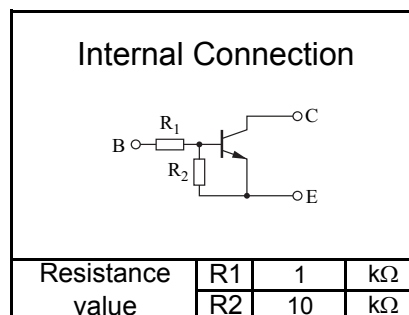 Internal Connection
C
R1
B
R2
E
Resistance value R1 1 kΩ
R2 10 kΩ